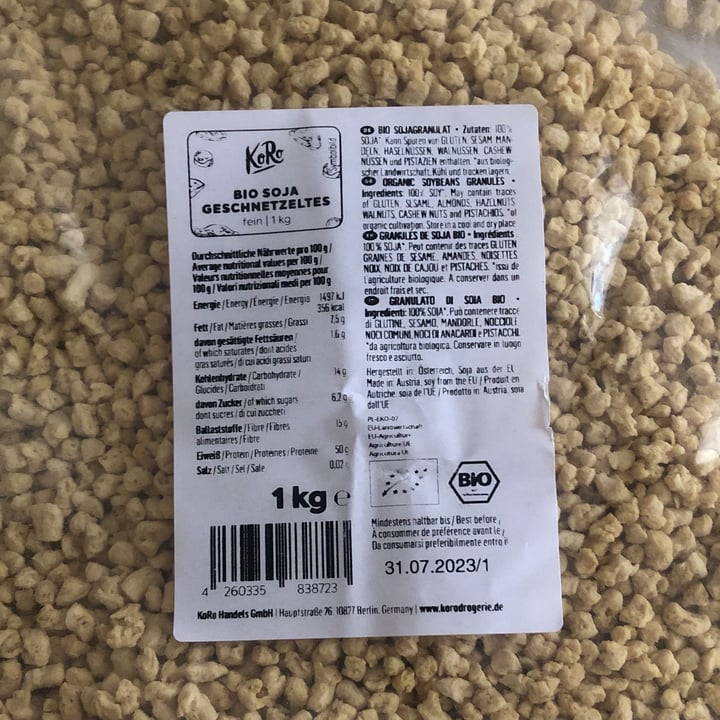 KoRo
Symbolbild
BIO SOJA
GESCHNETZELTES
fein | 1 kg
Durchschnittliche Nährwerte pro 100 g /
Average nutritional values per 100 g /
Valeurs nutritionnelles moyennes pour
100 g / Valori nutrizionali medi per 100 g
Energie / Energy / Énergie / Energia 1497 kJ
356 kcal
Fett / Fat / Matières grasses / Grassi 7,5 g
davon gesättigte Fettsäuren / 1,6 g
of which saturates / dont acides
gras saturés / di cui acidi grassi saturi
Kohlenhydrate / Carbohydrate / 14 g
Glucides / Carboidrati
davon Zucker / of which sugars 6,2 g
dont sucres / di cui zuccheri
Ballaststoffe / Fibre / Fibres 15 g
alimentaires / Fibre
Eiweiß / Protein / Protéines / Proteine 50 g
Salz / Salt / Sel / Sale 0,02 g
1 kg e
4 260335 838723
DE BIO SOJAGRANULAT • Zutaten: 100 %
SOJA*. Kann Spuren von GLUTEN, SESAM, MAN-
DELN, HASELNÜSSEN, WALNÜSSEN, CASHEW
NÜSSEN und PISTAZIEN enthalten. *aus biolog-
scher Landwirtschaft. Kühl und trocken lagern.
ORGANIC SOYBEANS GRANULES •
Ingredients: 100% SOY*. May contain traces
of GLUTEN, SESAME, ALMONDS, HAZELNUTS,
WALNUTS, CASHEW NUTS and PISTACHIOS. *of
organic cultivation. Store in a cool and dry place
GRANULÉS DE SOJA BIO • Ingrédients :
100 % SOJA*. Peut contenir des traces GLUTEN
GRAINES DE SÉSAME, AMANDES, NOISETTES
NOIX, NOIX DE CAJOU et PISTACHES. *issu de
l'agriculture biologique. À conserver dans un
endroit frais et sec.
GRANULATO DI SOIA BIO •
Ingredienti: 100% SOIA*. Può contenere tracce
di GLUTINE, SESAMO, MANDORLE, NOCCIOLE
NOCI COMUNI, NOCI DI ANACARDI e PISTACCHI.
*da agricoltura biologica. Conservare in luogo
fresco e asciutto.
Hergestellt in Österreich, Soja aus der EU
Made in Austria, soy from the EU / Produit en
Autriche, soja de l'UE / Prodotto in Austria, soia
dall'UE
PL-EKO-07
EU-Landwirtschaft
EU-Agriculture
Agriculture UE
Agricoltura UE
BIO
Mindestens haltbar bis / Best before /
À consommer de préférence avant le /
Da consumarsi preferibilmente entro il
31.07.2023/1
KoRo Handels GmbH | Hauptstraße 26, 10827 Berlin, Germany | www.korodrogerie.de